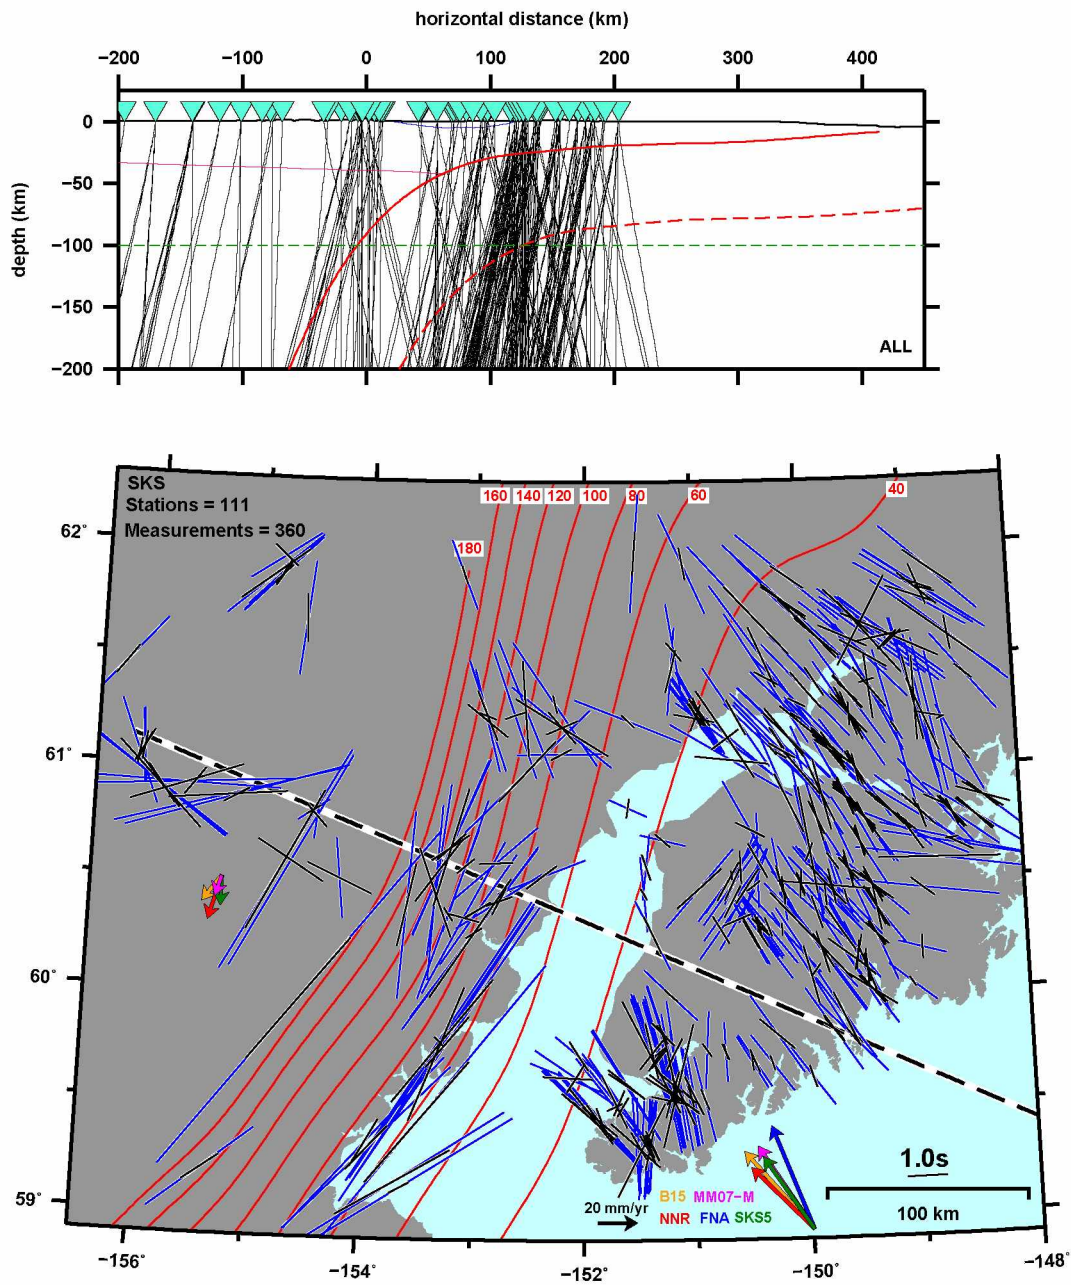 horizontal distance (km)
−200 −100 0 100 200 300 400
0
−50
depth (km)
−100
−150
−200
ALL
SKS
Stations = 111
Measurements = 360
160 140 120 100 80 60 40
180
62°
61°
60°
59°
1.0s
B15 MM07−M
20 mm/yr
NNR FNA SKS5
100 km
−156° −154° −152° −150° −148°